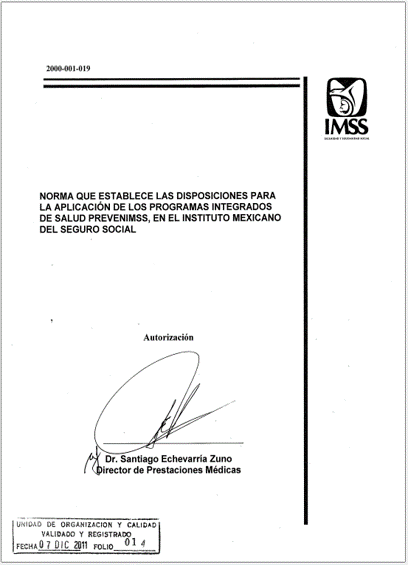 2000-001-019
IMSS
SEGURIDAD Y SOLIDARIDAD SOCIAL
NORMA QUE ESTABLECE LAS DISPOSICIONES PARA
LA APLICACIÓN DE LOS PROGRAMAS INTEGRADOS
DE SALUD PREVENIMSS, EN EL INSTITUTO MEXICANO
DEL SEGURO SOCIAL
Autorización
Dr. Santiago Echevarría Zuno
Director de Prestaciones Médicas
UNIDAD DE ORGANIZACION Y CALIDAD
VALIDADO Y REGISTRADO
FECHA 07 DIC 2011 FOLIO 014